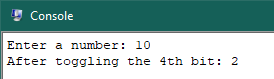 Console
Enter a number: 10
After toggling the 4th bit: 2